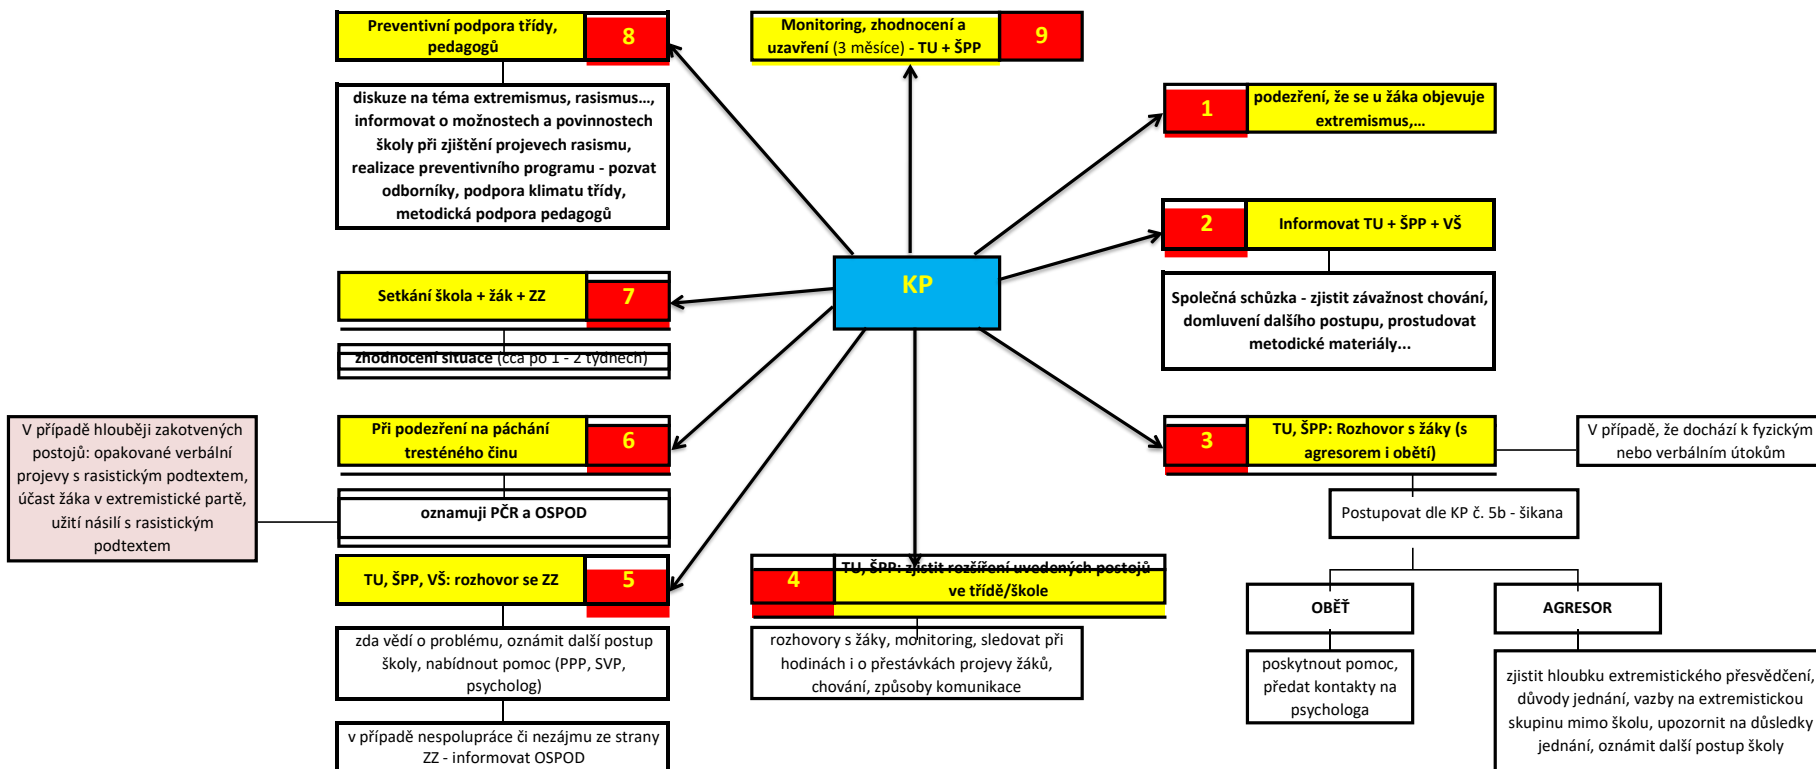 Preventivní podpora třídy,
pedagogů
8
diskuze na téma extremismus, rasismus…,
informovat o možnostech a povinnostech
školy při zjištění projevech rasismu,
realizace preventivního programu - pozvat
odborníky, podpora klimatu třídy,
metodická podpora pedagogů
Monitoring, zhodnocení a
uzavření (3 měsíce) - TU + ŠPP
9
1
podezření, že se u žáka objevuje
extremismus,…
2
Informovat TU + ŠPP + VŠ
Společná schůzka - zjistit závažnost chování,
domluvení dalšího postupu, prostudovat
metodické materiály...
KP
Setkání škola + žák + ZZ
7
zhodnocení situace (cca po 1 - 2 týdnech)
V případě hlouběji zakotvených
postojů: opakované verbální
projevy s rasistickým podtextem,
účast žáka v extremistické partě,
užití násilí s rasistickým
podtextem
Při podezření na páchání
tresténého činu
6
oznamuji PČR a OSPOD
3
TU, ŠPP: Rozhovor s žáky (s
agresorem i obětí)
V případě, že dochází k fyzickým
nebo verbálním útokům
Postupovat dle KP č. 5b - šikana
OBĚŤ
AGRESOR
poskytnout pomoc,
předat kontakty na
psychologa
zjistit hloubku extremistického přesvědčení,
důvody jednání, vazby na extremistickou
skupinu mimo školu, upozornit na důsledky
jednání, oznámit další postup školy
4
TU, ŠPP: zjistit rozšíření uvedených postojů
ve třídě/škole
rozhovory s žáky, monitoring, sledovat při
hodinách i o přestávkách projevy žáků,
chování, způsoby komunikace
TU, ŠPP, VŠ: rozhovor se ZZ
5
zda vědí o problému, oznámit další postup
školy, nabídnout pomoc (PPP, SVP,
psycholog)
v případě nespolupráce či nezájmu ze strany
ZZ - informovat OSPOD